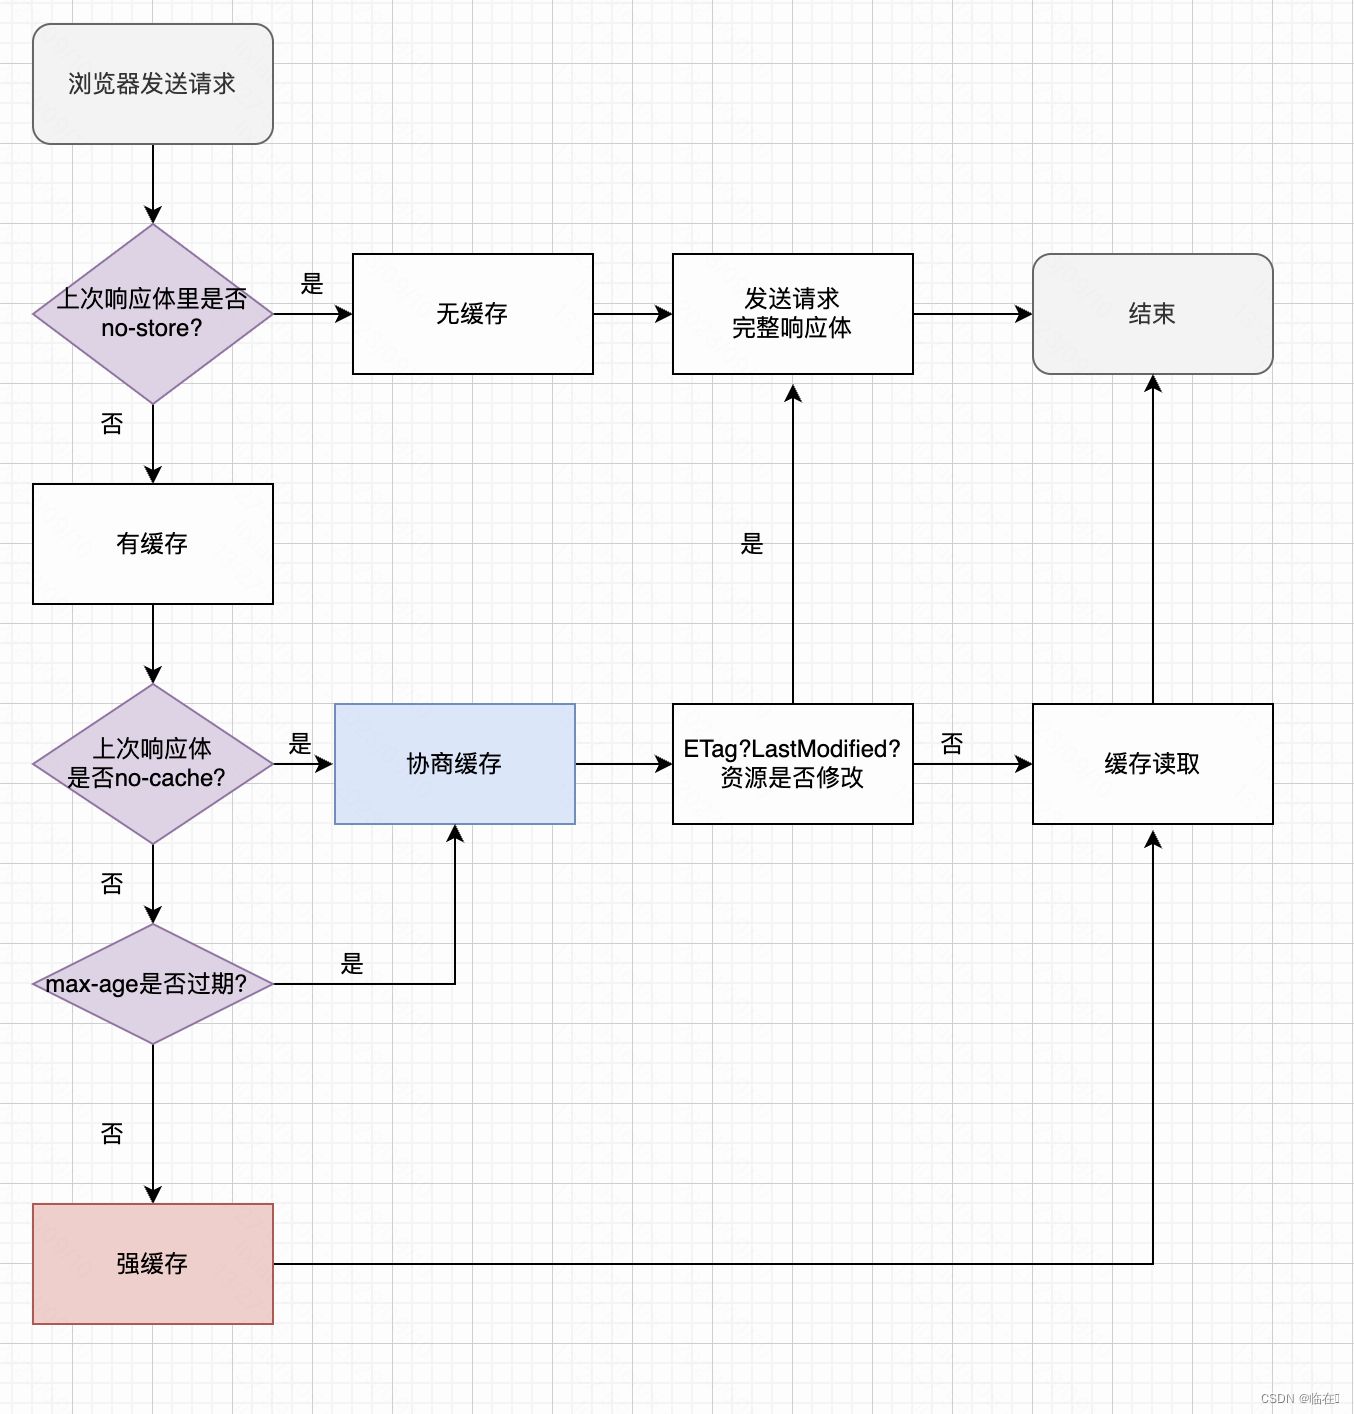 浏览器发送请求
上次响应体里是否
no-store?
是
无缓存
发送请求
完整响应体
结束
否
有缓存
是
上次响应体
是否no-cache?
是
协商缓存
ETag?LastModified?
资源是否修改
否
缓存读取
否
max-age是否过期?
是
否
强缓存
CSDN @临在